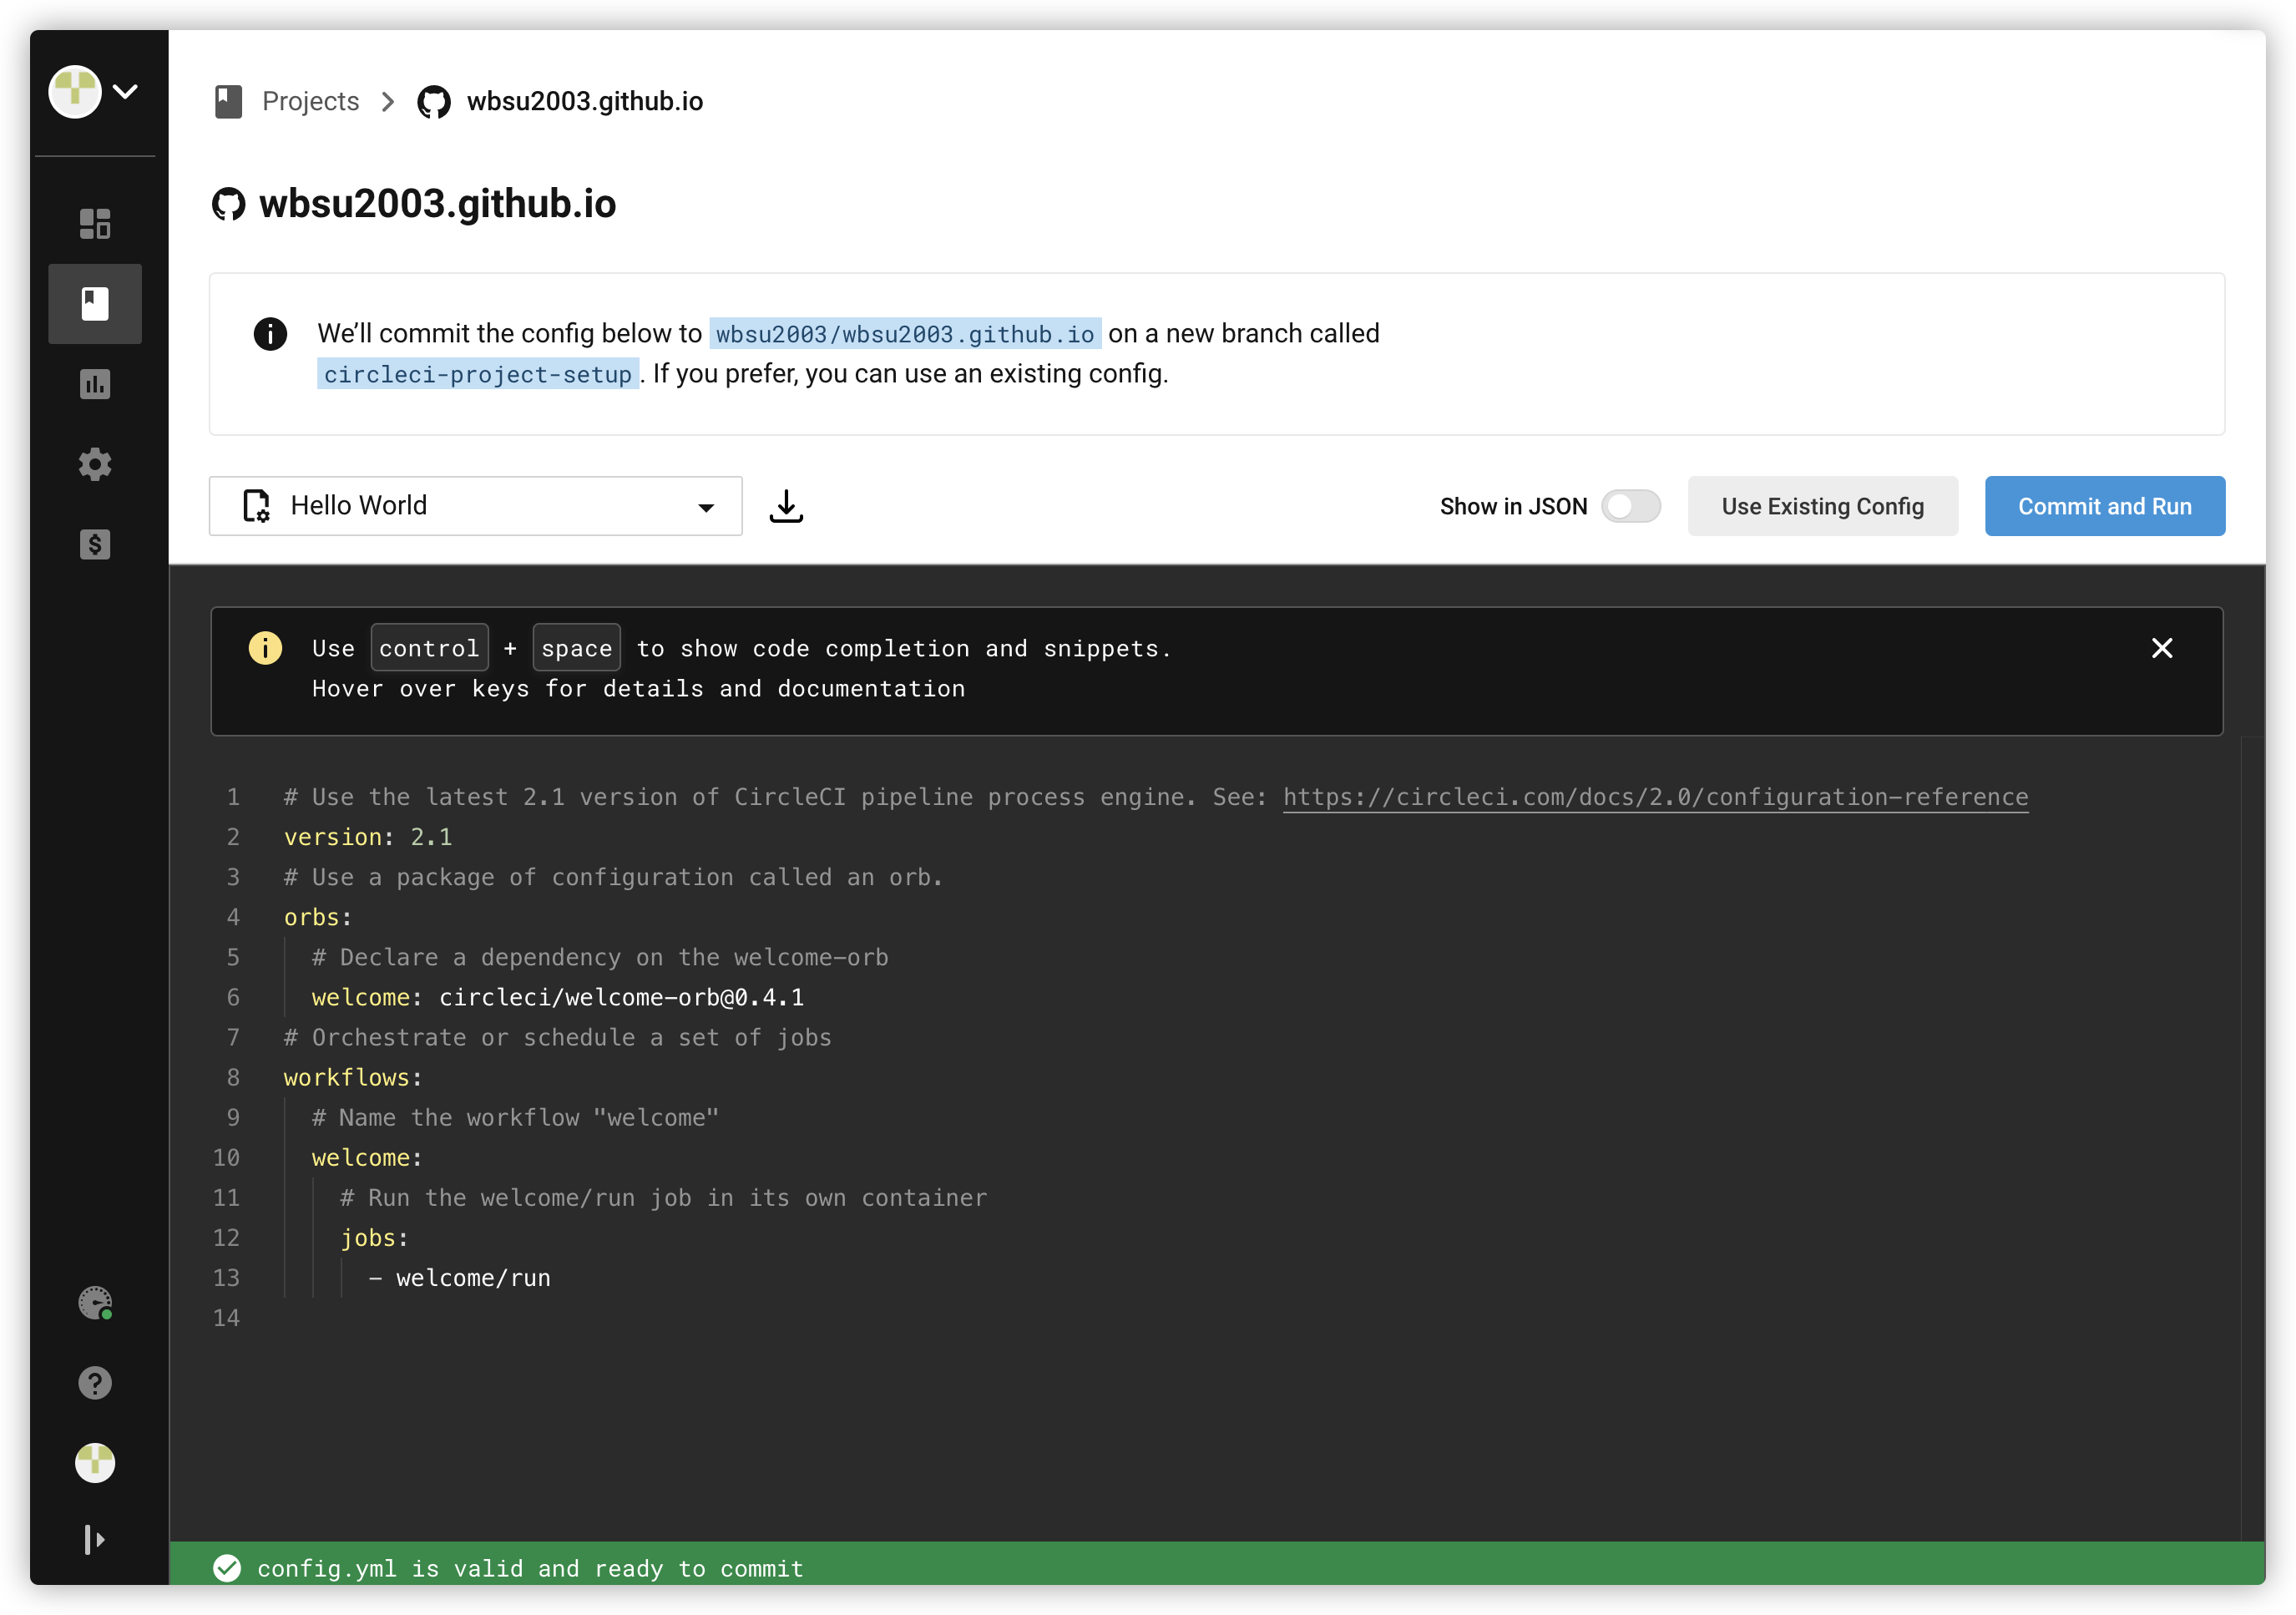 Projects > wbsu2003.github.io
wbsu2003.github.io
We’ll commit the config below to wbsu2003/wbsu2003.github.io on a new branch called
circleci-project-setup. If you prefer, you can use an existing config.
Hello World
Show in JSON
Use Existing Config
Commit and Run
Use control + space to show code completion and snippets.
Hover over keys for details and documentation
1 # Use the latest 2.1 version of CircleCI pipeline process engine. See: https://circleci.com/docs/2.0/configuration-reference
2 version: 2.1
3 # Use a package of configuration called an orb.
4 orbs:
5   # Declare a dependency on the welcome-orb
6   welcome: circleci/welcome-orb@0.4.1
7 # Orchestrate or schedule a set of jobs
8 workflows:
9   # Name the workflow "welcome"
10   welcome:
11     # Run the welcome/run job in its own container
12     jobs:
13       - welcome/run
14
config.yml is valid and ready to commit